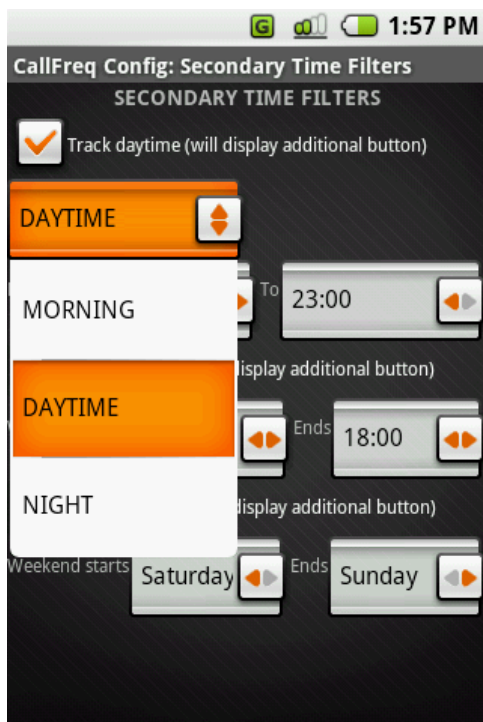 G 1:57 PM
CallFreq Config: Secondary Time Filters
SECONDARY TIME FILTERS
Track daytime (will display additional button)
DAYTIME
MORNING
To 23:00
display additional button)
DAYTIME
Ends 18:00
NIGHT
display additional button)
Weekend starts Saturday Ends Sunday